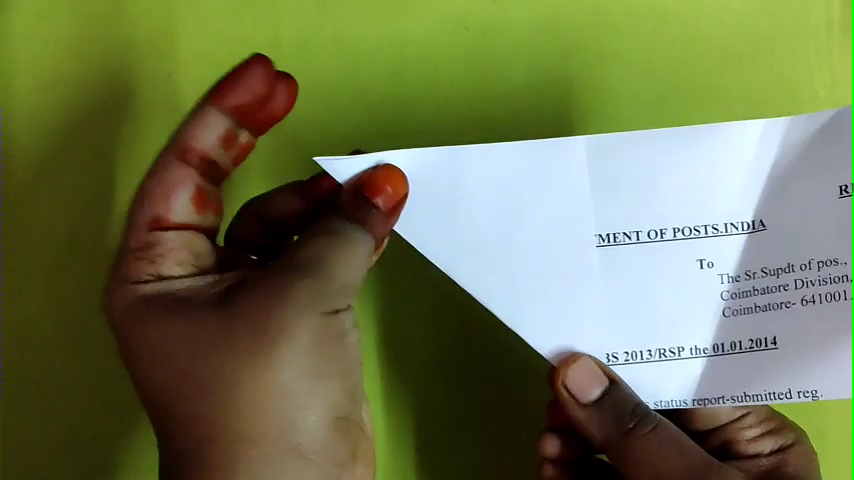 MENT OF POSTS.INDIA
To
The Sr.Supdt of pos.,
Coimbatore Division,
Coimbatore- 641001.
BS 2013/RSP the 01.01.2014
status report-submitted reg.